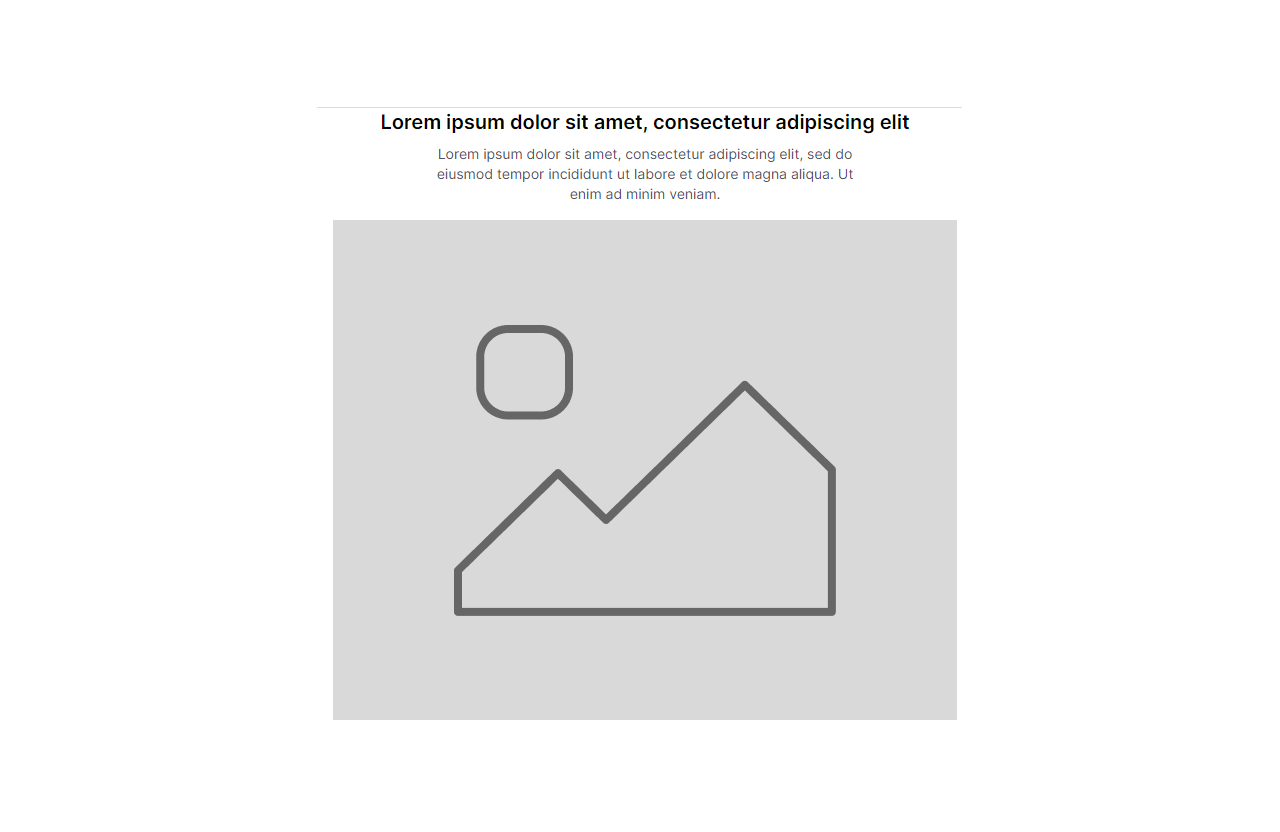 Lorem ipsum dolor sit amet, consectetur adipiscing elit
Lorem ipsum dolor sit amet, consectetur adipiscing elit, sed do
eiusmod tempor incididunt ut labore et dolore magna aliqua. Ut
enim ad minim veniam.